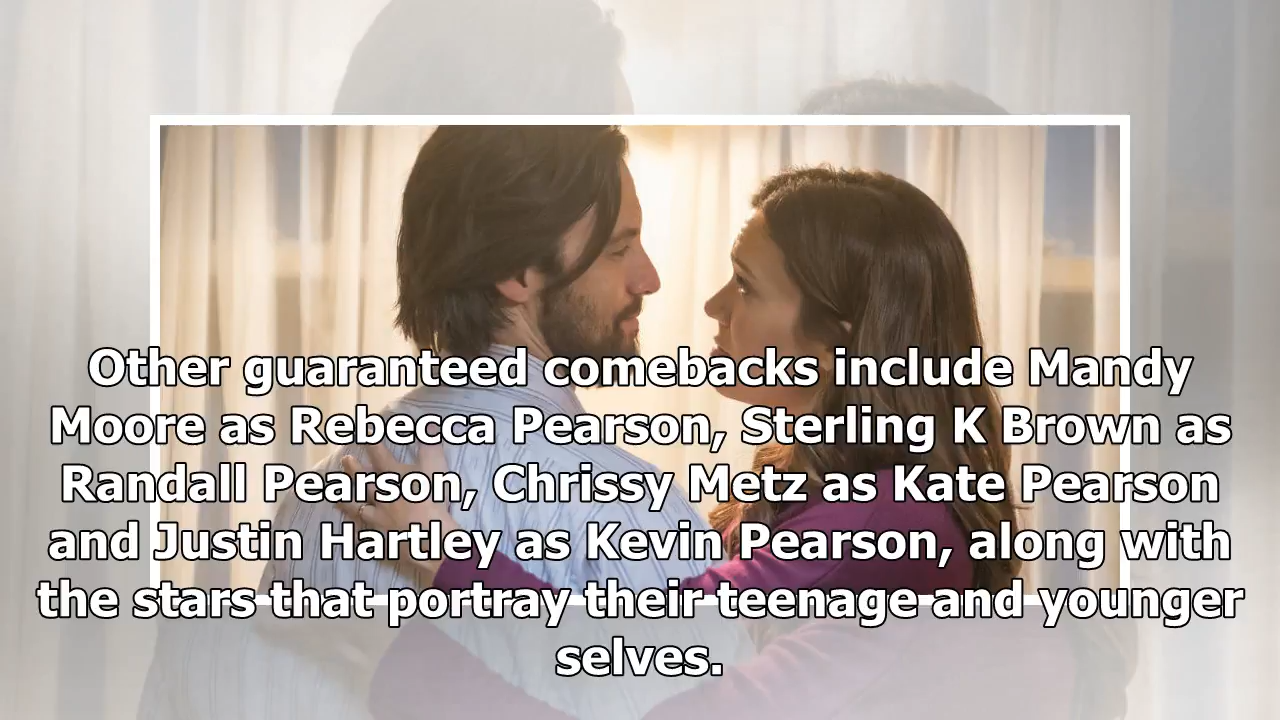 Other guaranteed comebacks include Mandy
Moore as Rebecca Pearson, Sterling K Brown as
Randall Pearson, Chrissy Metz as Kate Pearson
and Justin Hartley as Kevin Pearson, along with
the stars that portray their teenage and younger
selves.